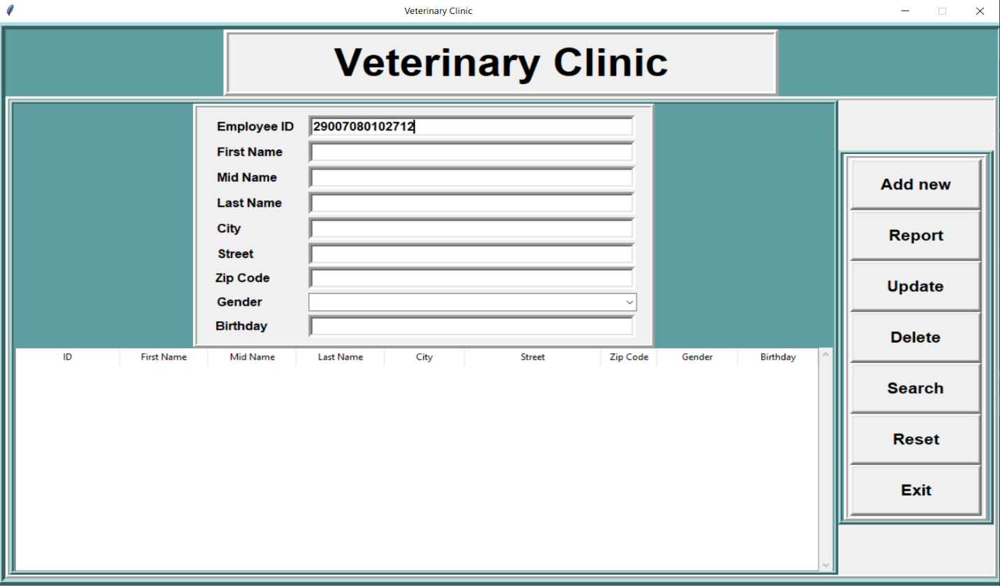 Veterinary Clinic
Veterinary Clinic
Employee ID 29007080102712
First Name
Mid Name
Last Name
City
Street
Zip Code
Gender
Birthday
ID First Name Mid Name Last Name City Street Zip Code Gender Birthday
Add new
Report
Update
Delete
Search
Reset
Exit